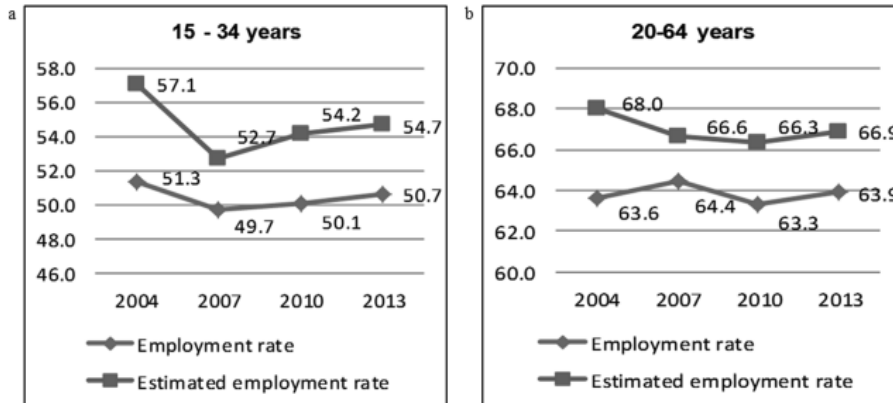 a
15 - 34 years
58.0
56.0
54.0
52.0
50.0
48.0
46.0
57.1
52.7
54.2
54.7
51.3
49.7
50.1
50.7
2004 2007 2010 2013
Employment rate
Estimated employment rate
b
20-64 years
70.0
68.0
66.0
64.0
62.0
60.0
68.0
66.6
66.3
66.9
63.6
64.4
63.3
63.9
2004 2007 2010 2013
Employment rate
Estimated employment rate